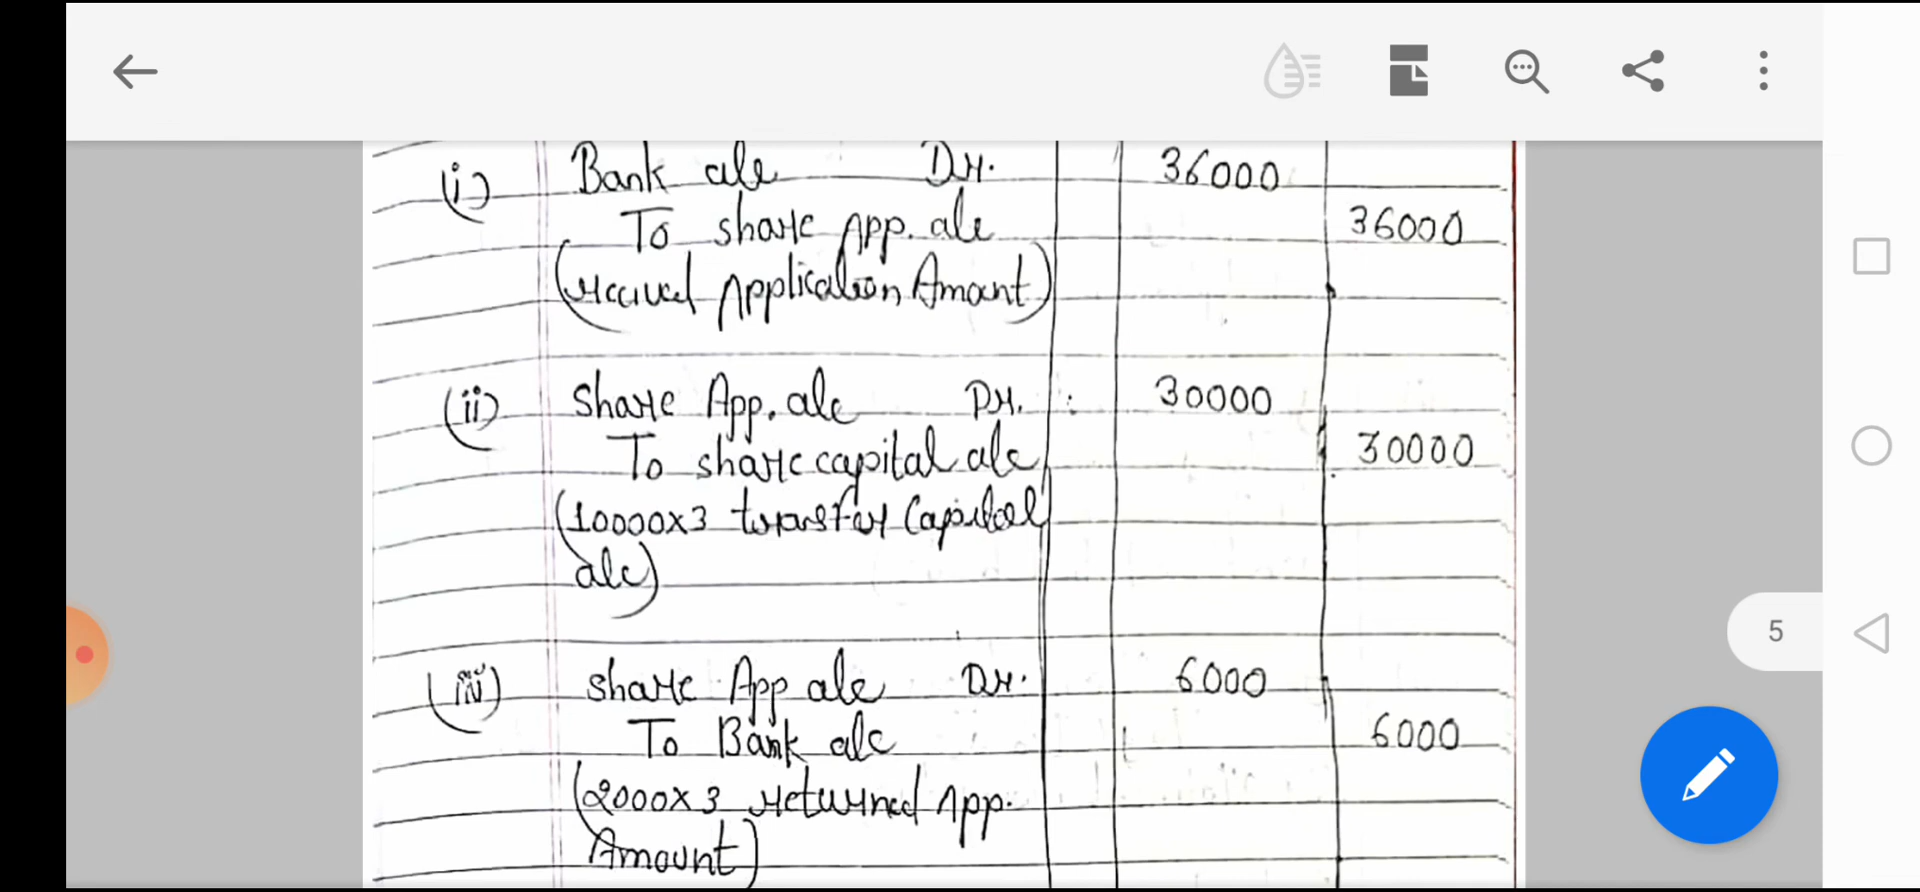 (i) Bank a/c Dr. 36000
To share App. a/c 36000
(received Application Amount)
(ii) Share App. a/c Dr. 30000
To share capital a/c 30000
(10000x3 transfer Capital
a/c)
(iii) Share App a/c Dr. 6000
To Bank a/c 6000
(2000x3 returned App.
Amount)
5